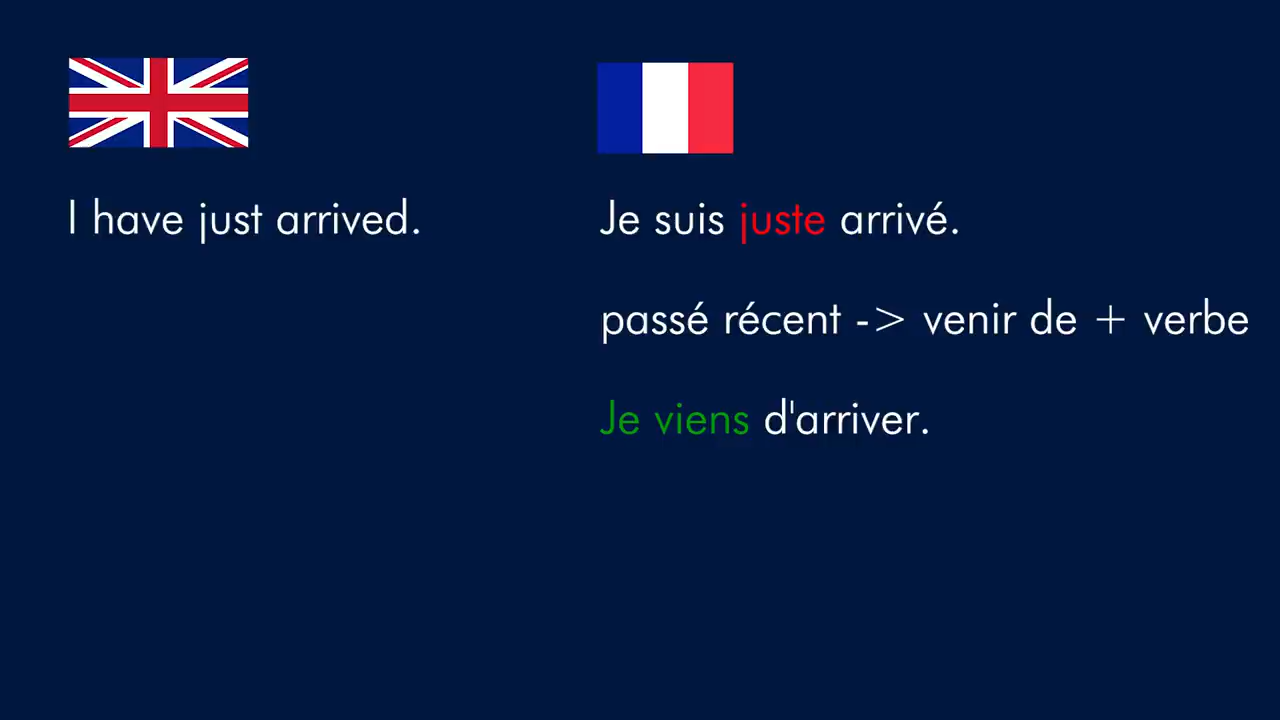 I have just arrived.
Je suis juste arrivé.
passé récent -> venir de + verbe
Je viens d'arriver.